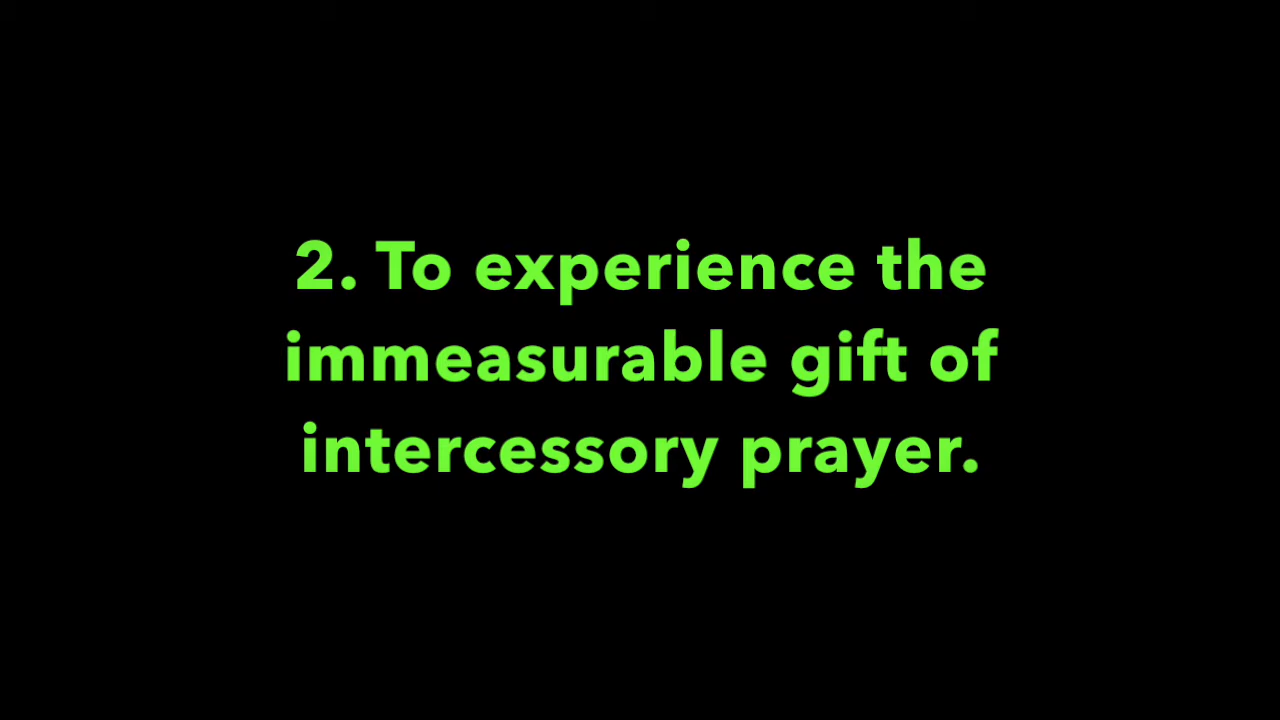 2. To experience the
immeasurable gift of
intercessory prayer.